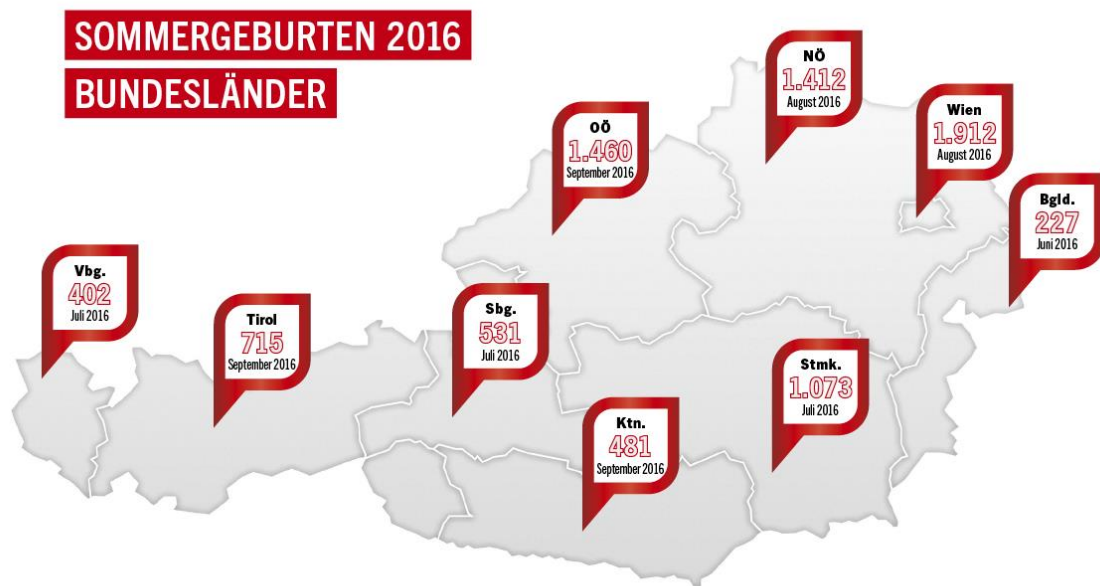 SOMMERGEBURTEN 2016
BUNDESLÄNDER
NÖ
1.412
August 2016
Wien
1.912
August 2016
OÖ
1.460
September 2016
Bgld.
227
Juni 2016
Vbg.
402
Juli 2016
Tirol
715
September 2016
Sbg.
531
Juli 2016
Stmk.
1.073
Juli 2016
Ktn.
481
September 2016